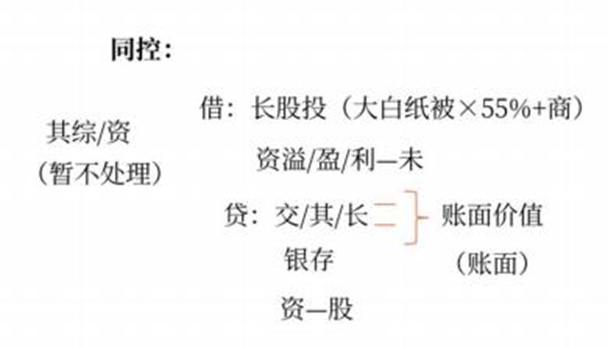 同控：
借：长股投（大白纸被×55%+商）
其综/资
（暂不处理）
资溢/盈/利—未
贷：交/其/长
账面价值
银存
（账面）
资—股